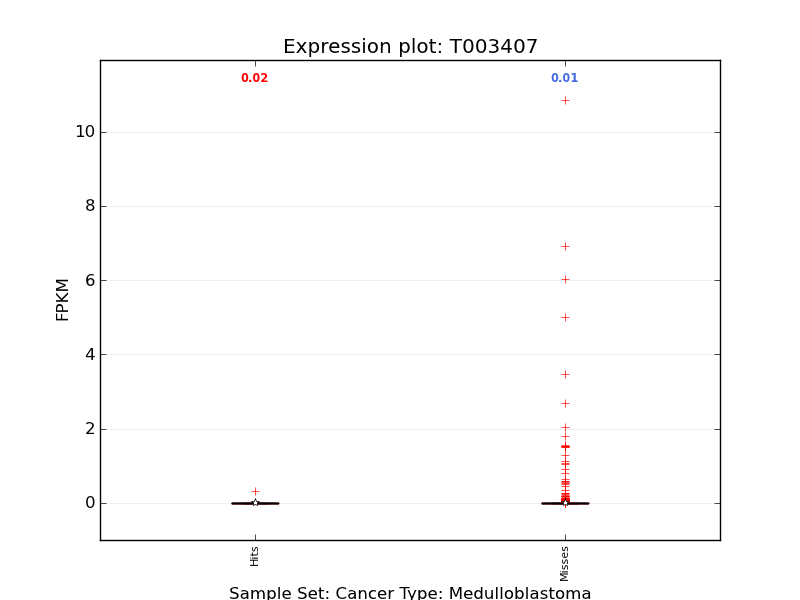 Expression plot: T003407
0.02
0.01
10
8
6
4
2
0
FPKM
Hits
Misses
Sample Set: Cancer Type: Medulloblastoma